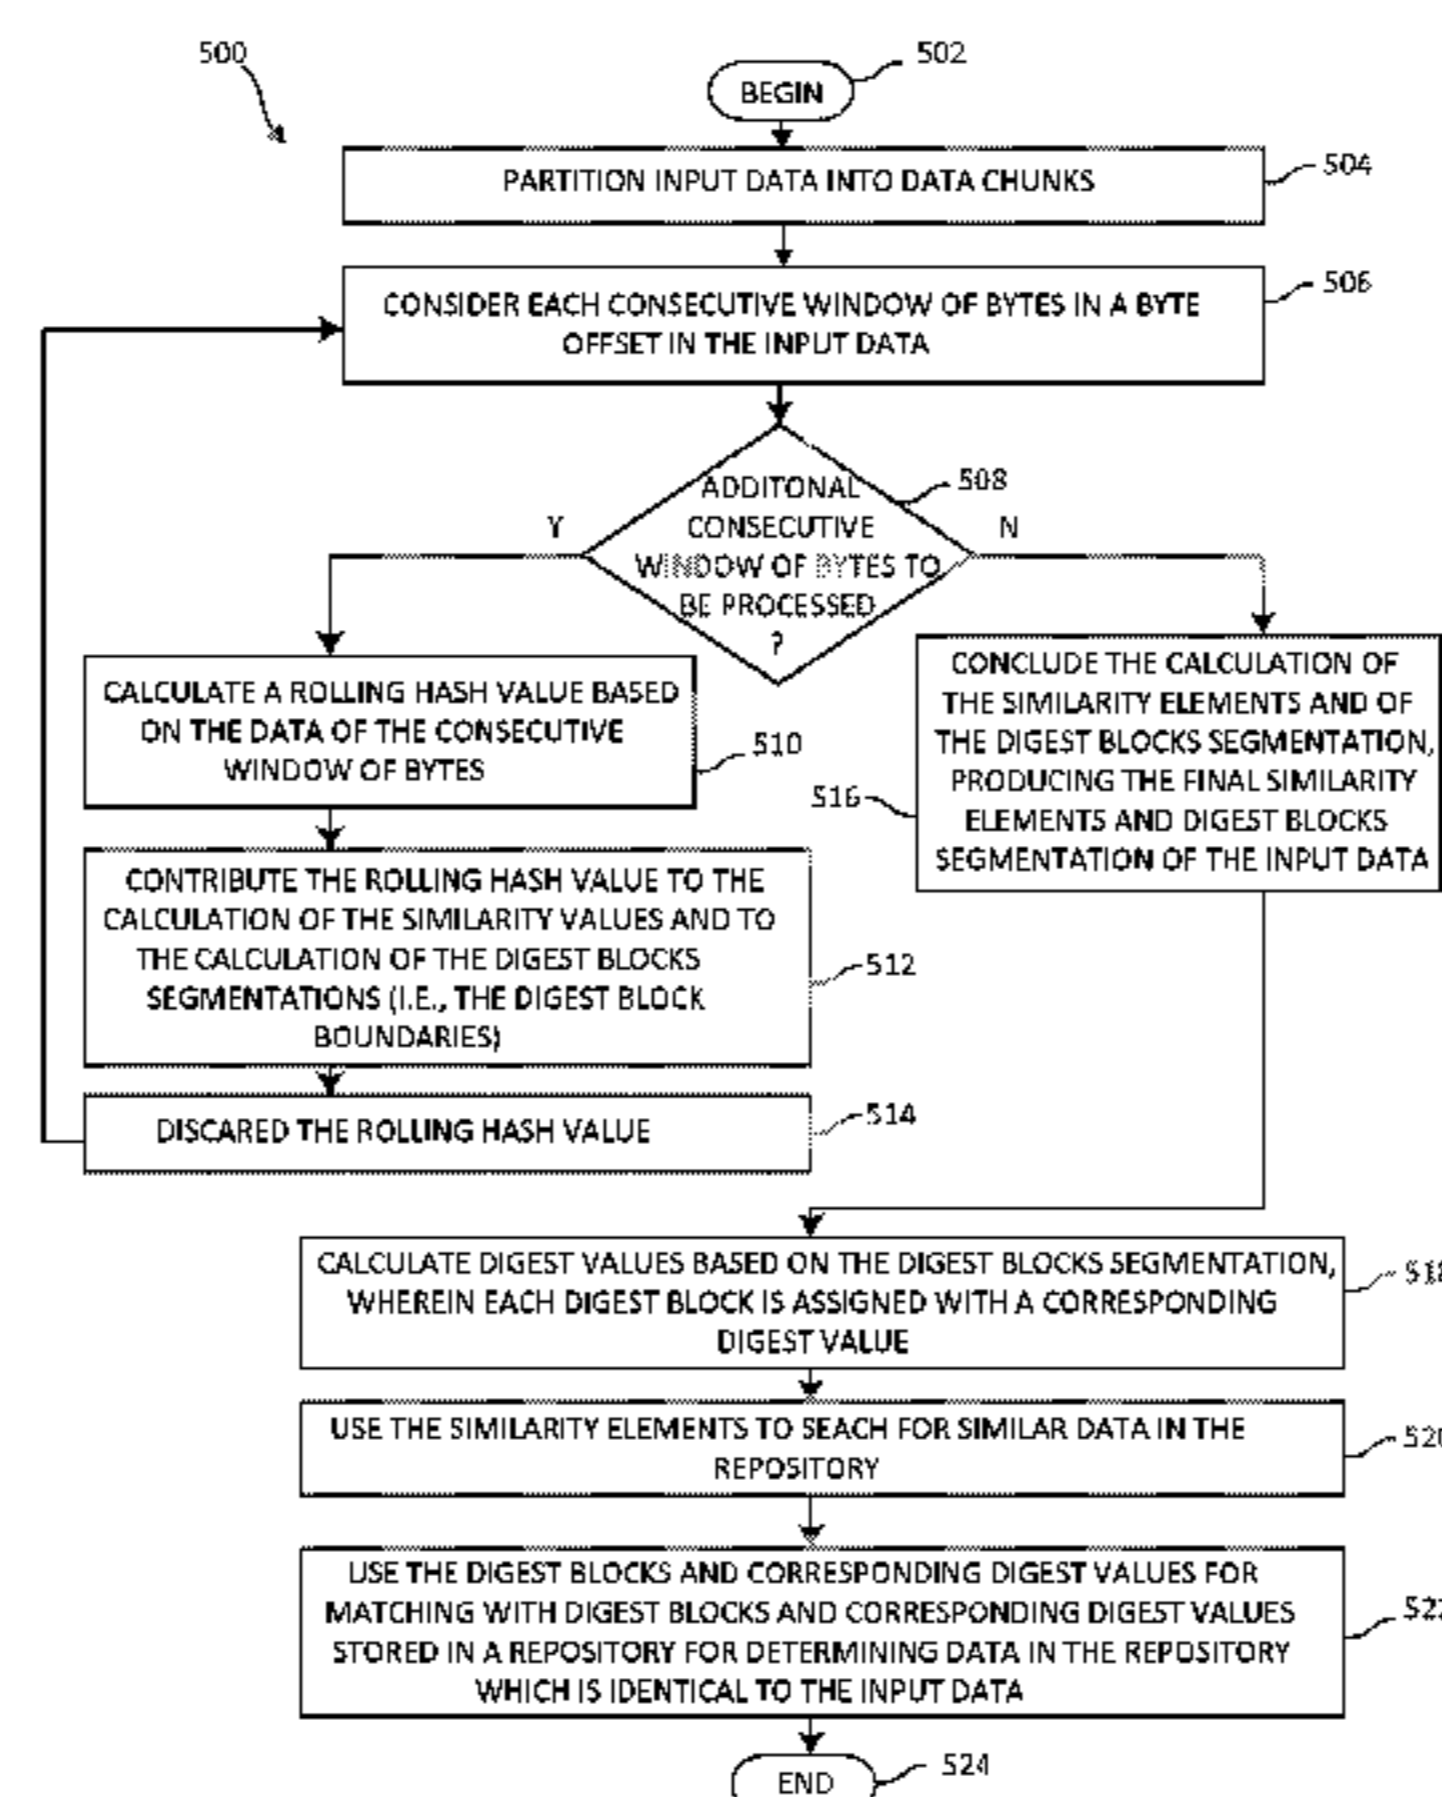 500
502
BEGIN
504
PARTITION INPUT DATA INTO DATA CHUNKS
506
CONSIDER EACH CONSECUTIVE WINDOW OF BYTES IN A BYTE
OFFSET IN THE INPUT DATA
508
ADDITONAL
CONSECUTIVE
WINDOW OF BYTES TO
BE PROCESSED
?
Y
N
CALCULATE A ROLLING HASH VALUE BASED
ON THE DATA OF THE CONSECUTIVE
WINDOW OF BYTES
510
CONCLUDE THE CALCULATION OF
THE SIMILARITY ELEMENTS AND OF
THE DIGEST BLOCKS SEGMENTATION,
PRODUCING THE FINAL SIMILARITY
ELEMENTS AND DIGEST BLOCKS
SEGMENTATION OF THE INPUT DATA
516
CONTRIBUTE THE ROLLING HASH VALUE TO THE
CALCULATION OF THE SIMILARITY VALUES AND TO
THE CALCULATION OF THE DIGEST BLOCKS
SEGMENTATIONS (I.E., THE DIGEST BLOCK
BOUNDARIES)
512
DISCARED THE ROLLING HASH VALUE
514
CALCULATE DIGEST VALUES BASED ON THE DIGEST BLOCKS SEGMENTATION,
WHEREIN EACH DIGEST BLOCK IS ASSIGNED WITH A CORRESPONDING
DIGEST VALUE
518
USE THE SIMILARITY ELEMENTS TO SEACH FOR SIMILAR DATA IN THE
REPOSITORY
520
USE THE DIGEST BLOCKS AND CORRESPONDING DIGEST VALUES FOR
MATCHING WITH DIGEST BLOCKS AND CORRESPONDING DIGEST VALUES
STORED IN A REPOSITORY FOR DETERMINING DATA IN THE REPOSITORY
WHICH IS IDENTICAL TO THE INPUT DATA
522
END
524